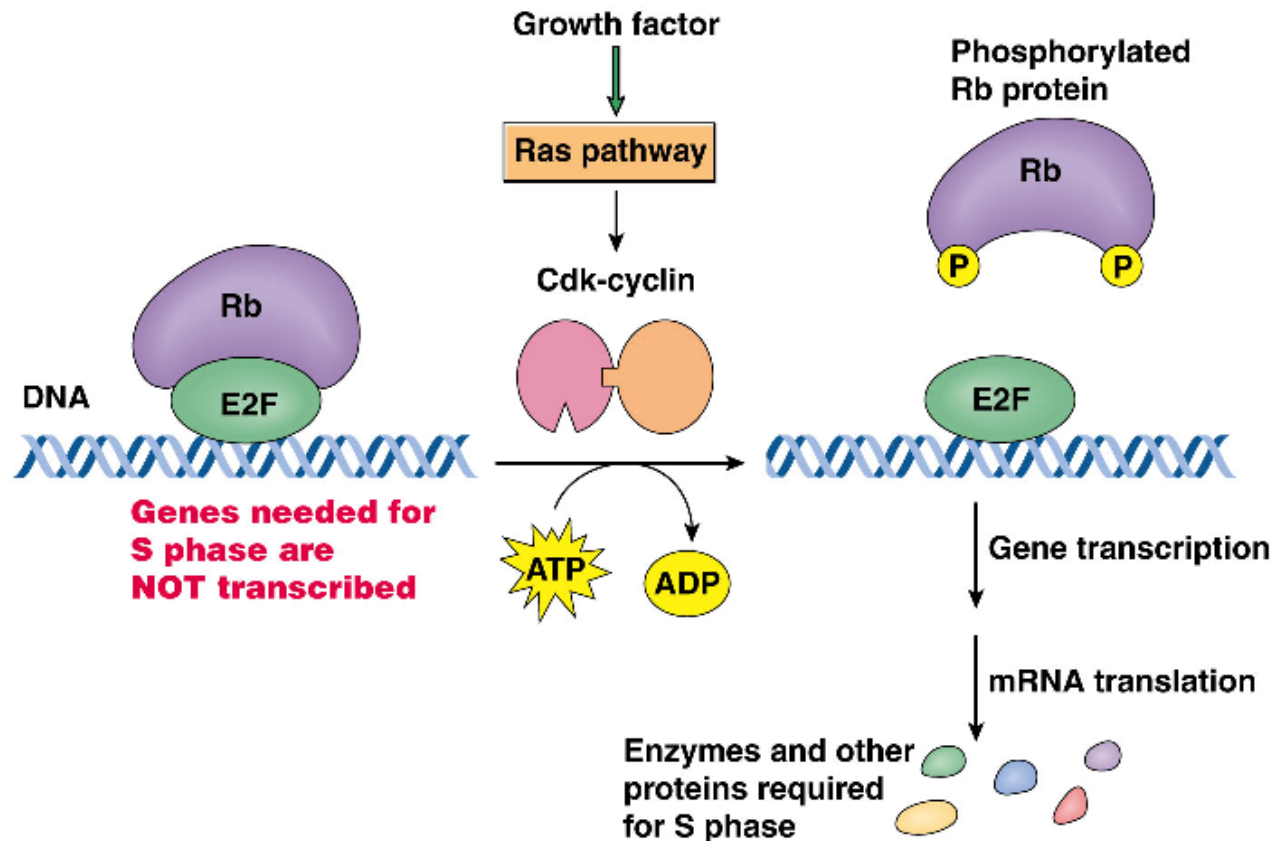 Growth factor
Ras pathway
Cdk-cyclin
Rb
E2F
DNA
Genes needed for
S phase are
NOT transcribed
ATP
ADP
Phosphorylated
Rb protein
Rb
P
P
E2F
Gene transcription
mRNA translation
Enzymes and other
proteins required
for S phase